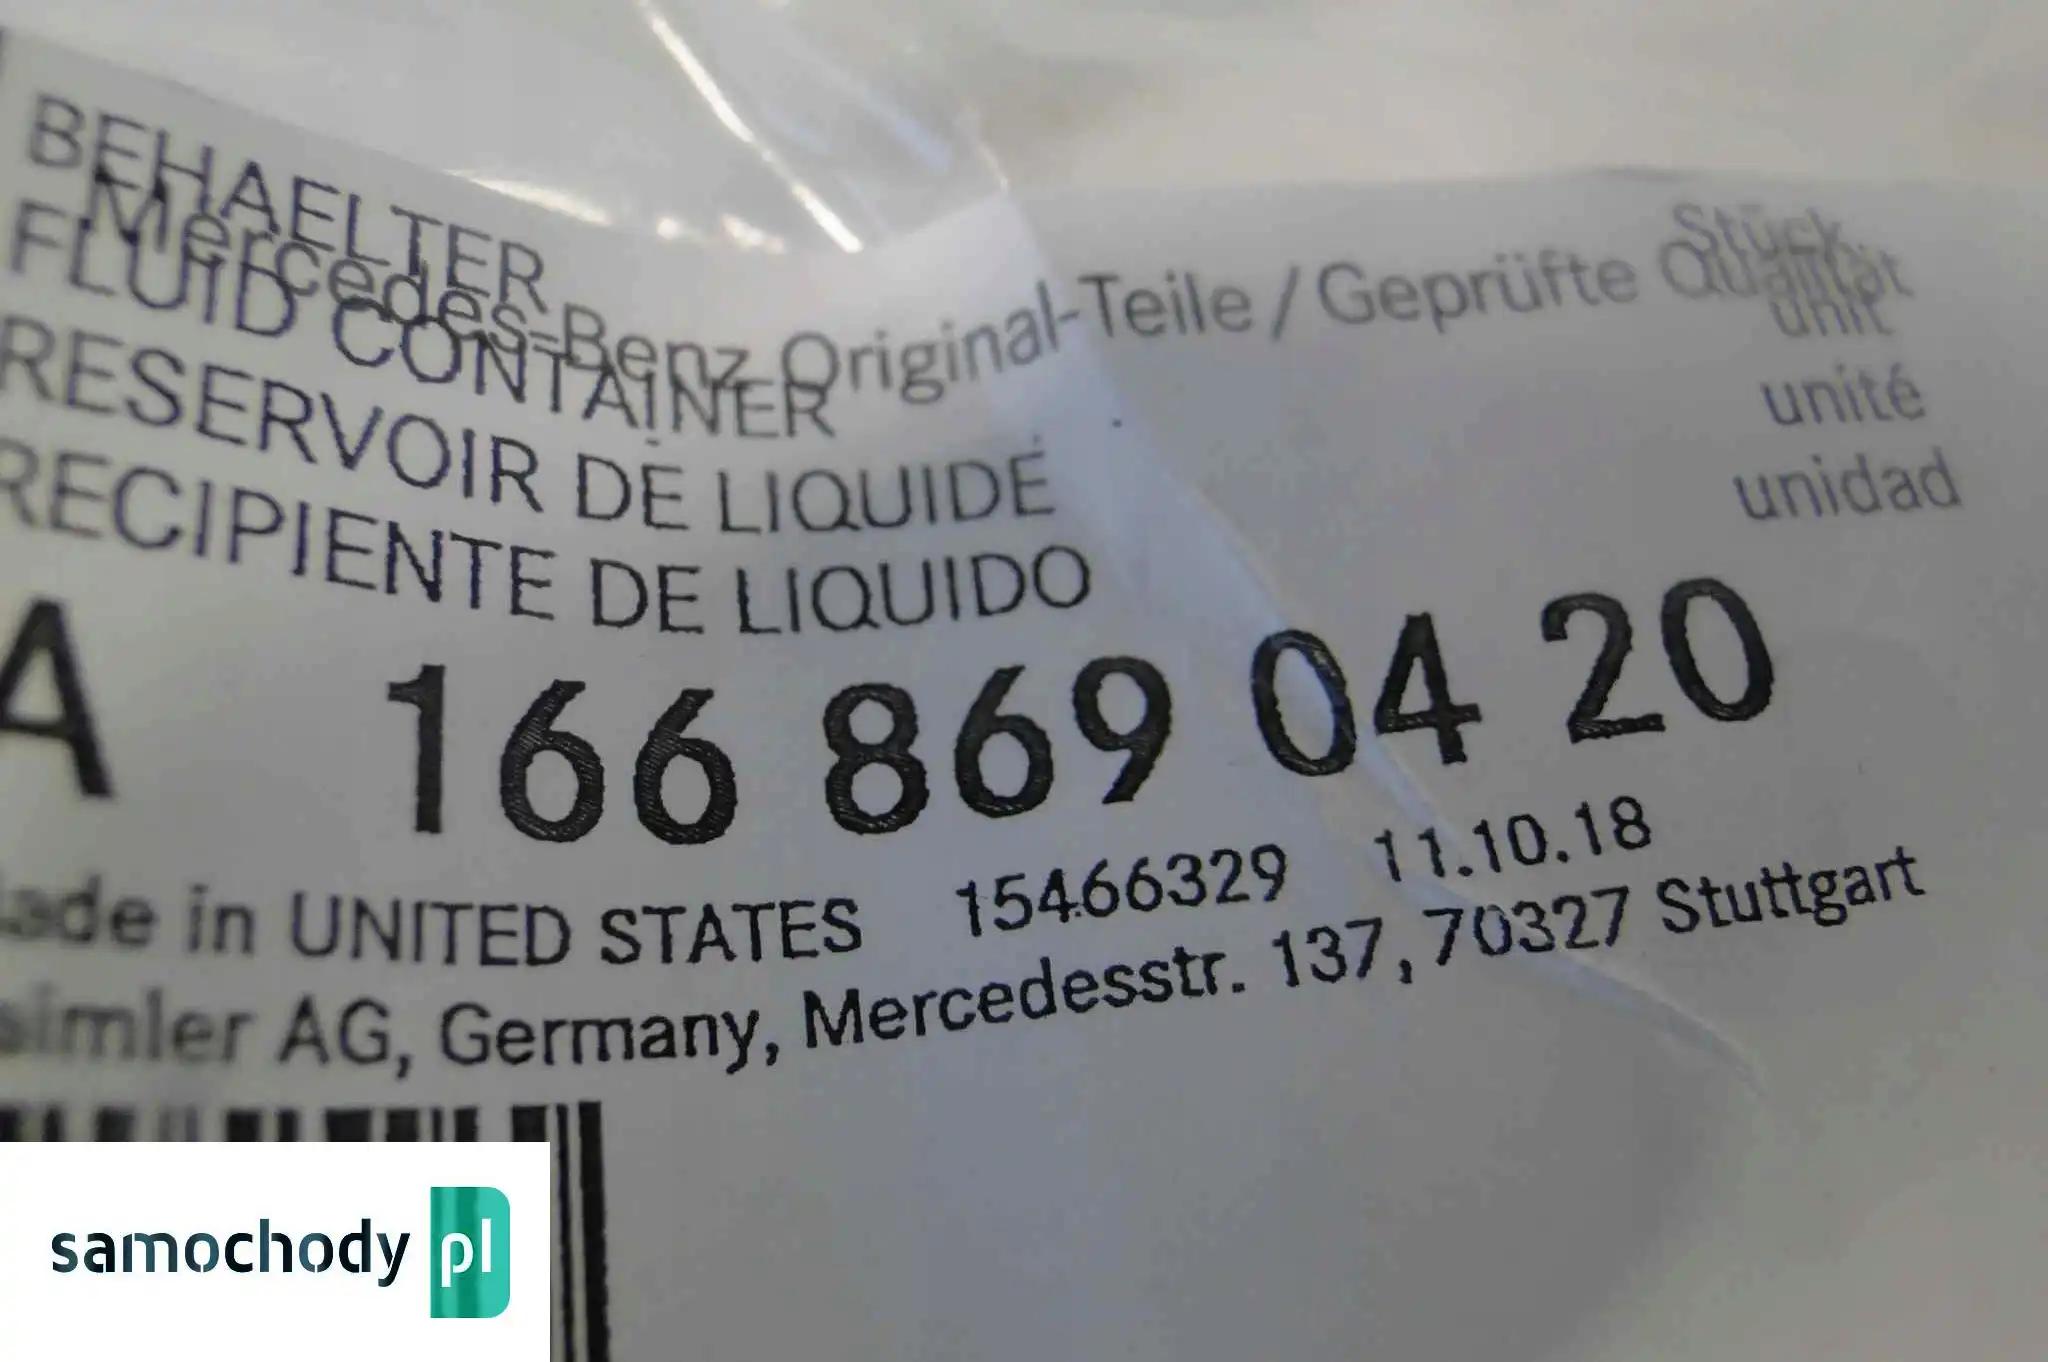 BEHAELTER
Mercedes-Benz Original-Teile / Geprüfte Qualität
Stück
FLUID CONTAINER
unit
RESERVOIR DE LIQUIDE
unité
RECIPIENTE DE LIQUIDO
unidad
A 166 869 04 20
ade in UNITED STATES 15466329 11.10.18
aimler AG, Germany, Mercedesstr. 137, 70327 Stuttgart
samochody pl